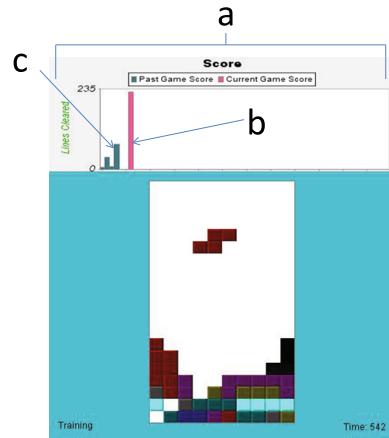 a
Score
c
Past Game Score Current Game Score
235
Lines Cleared
b
0
Training
Time: 542